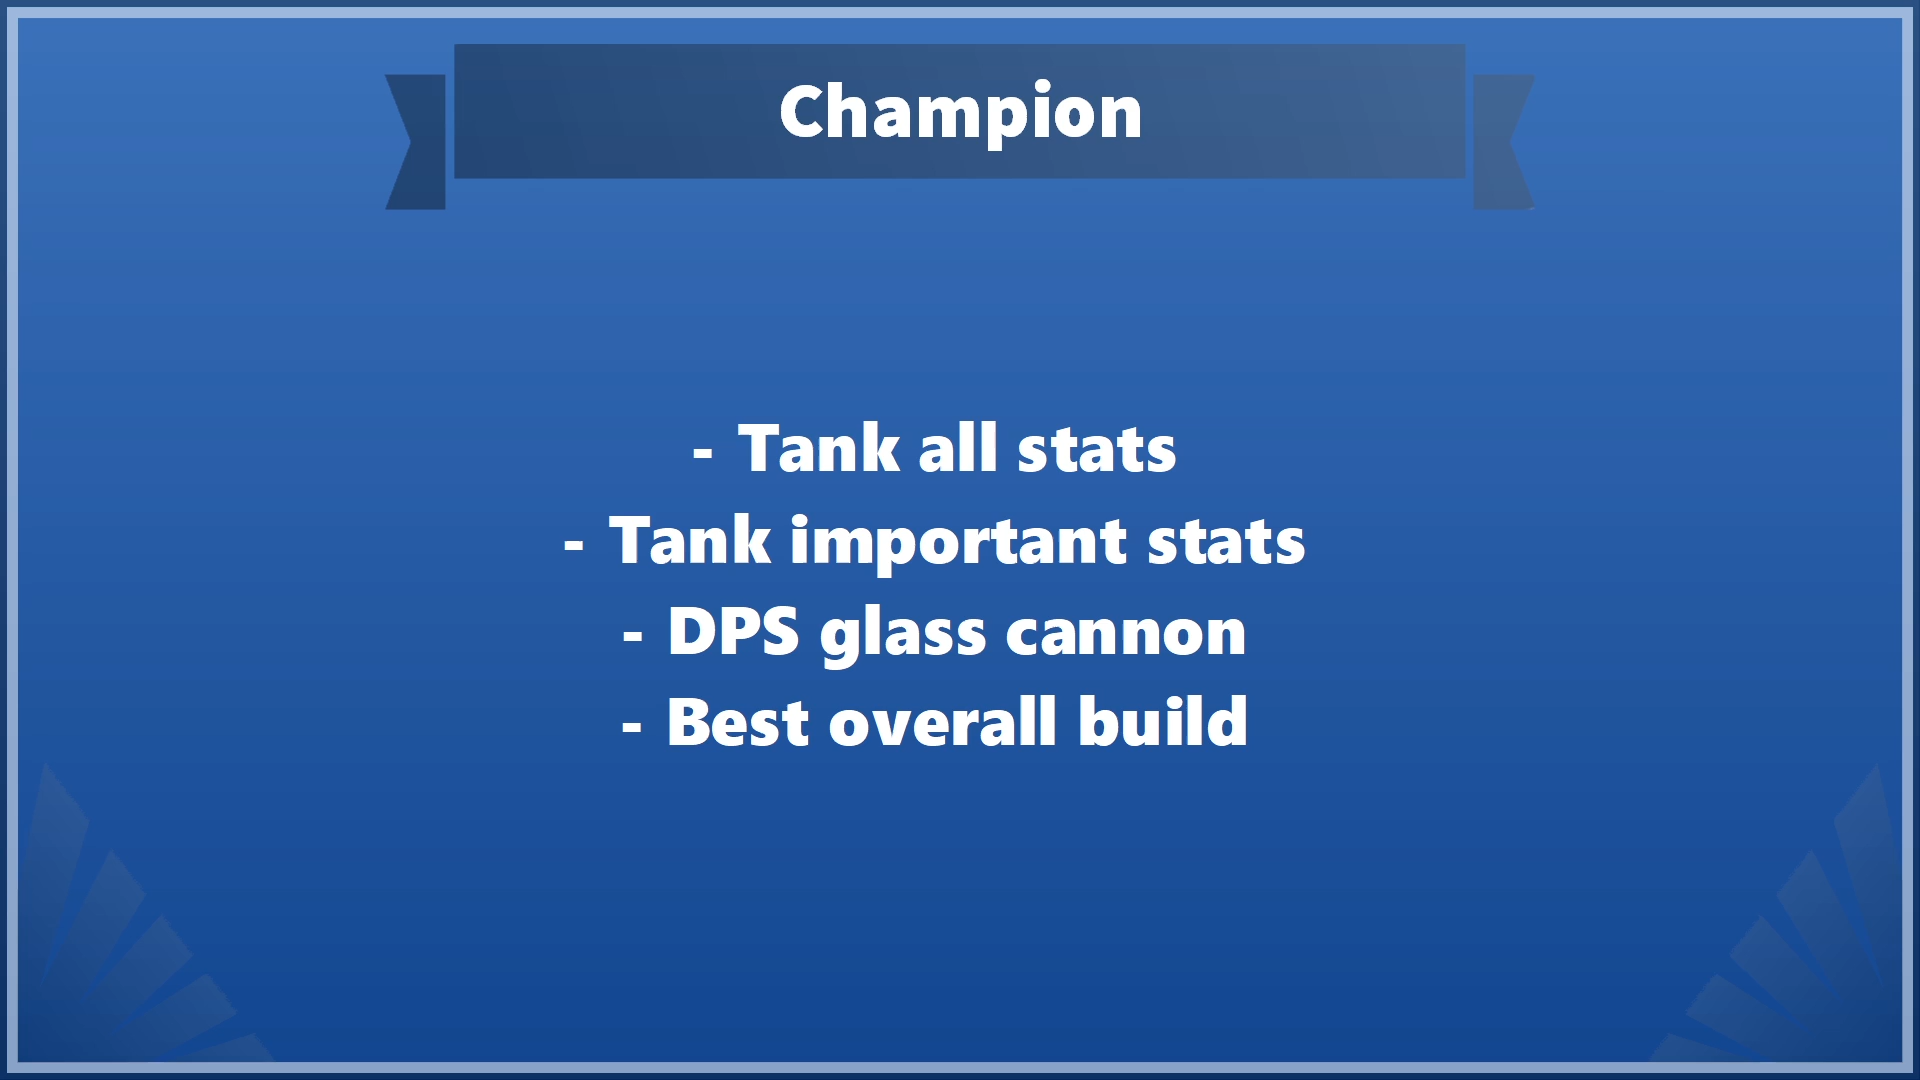 Champion
- Tank all stats
- Tank important stats
- DPS glass cannon
- Best overall build